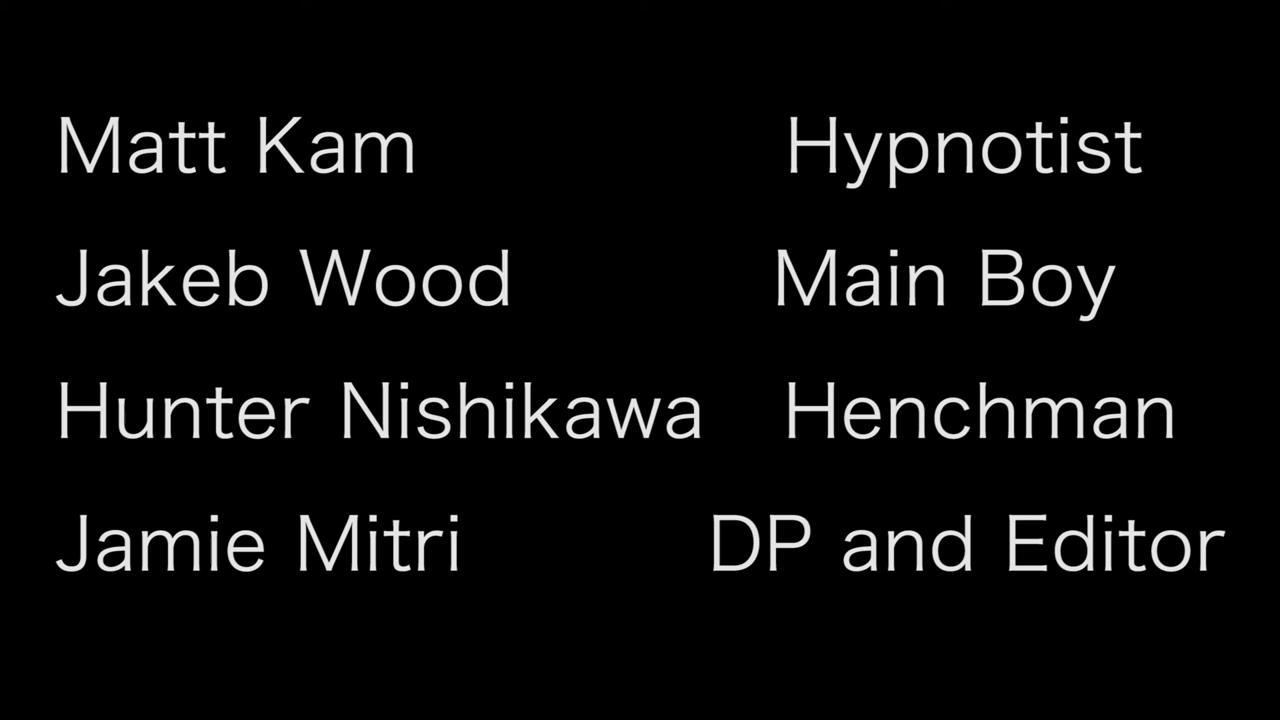 Matt Kam Hypnotist
Jakeb Wood Main Boy
Hunter Nishikawa Henchman
Jamie Mitri DP and Editor